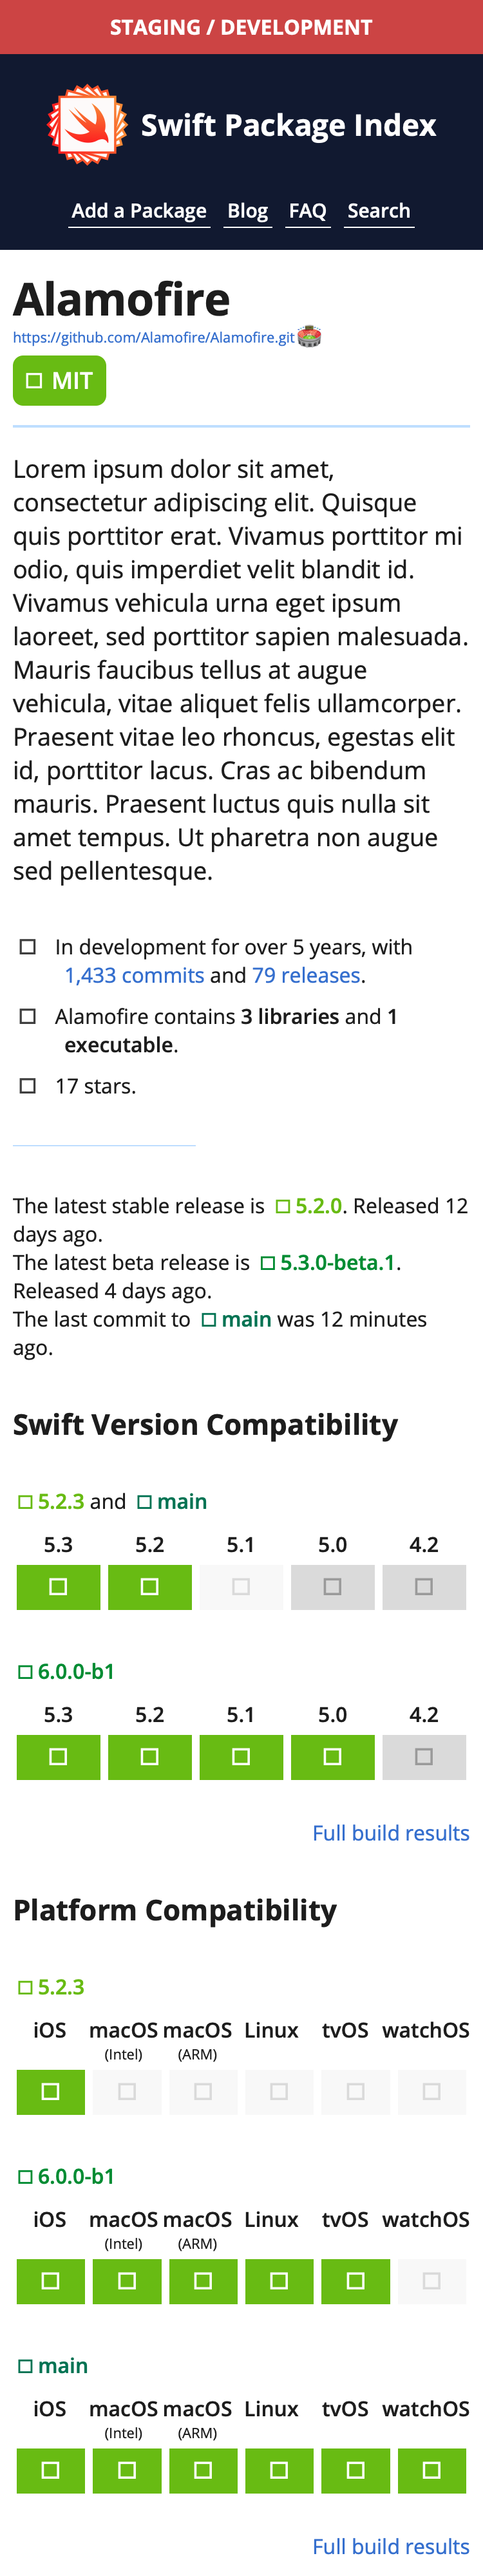 STAGING / DEVELOPMENT
Swift Package Index
Add a Package Blog FAQ Search
Alamofire
https://github.com/Alamofire/Alamofire.git
MIT
Lorem ipsum dolor sit amet,
consectetur adipiscing elit. Quisque
quis porttitor erat. Vivamus porttitor mi
odio, quis imperdiet velit blandit id.
Vivamus vehicula urna eget ipsum
laoreet, sed porttitor sapien malesuada.
Mauris faucibus tellus at augue
vehicula, vitae aliquet felis ullamcorper.
Praesent vitae leo rhoncus, egestas elit
id, porttitor lacus. Cras ac bibendum
mauris. Praesent luctus quis nulla sit
amet tempus. Ut pharetra non augue
sed pellentesque.
In development for over 5 years, with
1,433 commits and 79 releases.
Alamofire contains 3 libraries and 1
executable.
17 stars.
The latest stable release is 5.2.0. Released 12
days ago.
The latest beta release is 5.3.0-beta.1.
Released 4 days ago.
The last commit to main was 12 minutes
ago.
Swift Version Compatibility
5.2.3 and main
5.3 5.2 5.1 5.0 4.2
6.0.0-b1
5.3 5.2 5.1 5.0 4.2
Full build results
Platform Compatibility
5.2.3
iOS macOS macOS Linux tvOS watchOS
(Intel) (ARM)
6.0.0-b1
iOS macOS macOS Linux tvOS watchOS
(Intel) (ARM)
main
iOS macOS macOS Linux tvOS watchOS
(Intel) (ARM)
Full build results